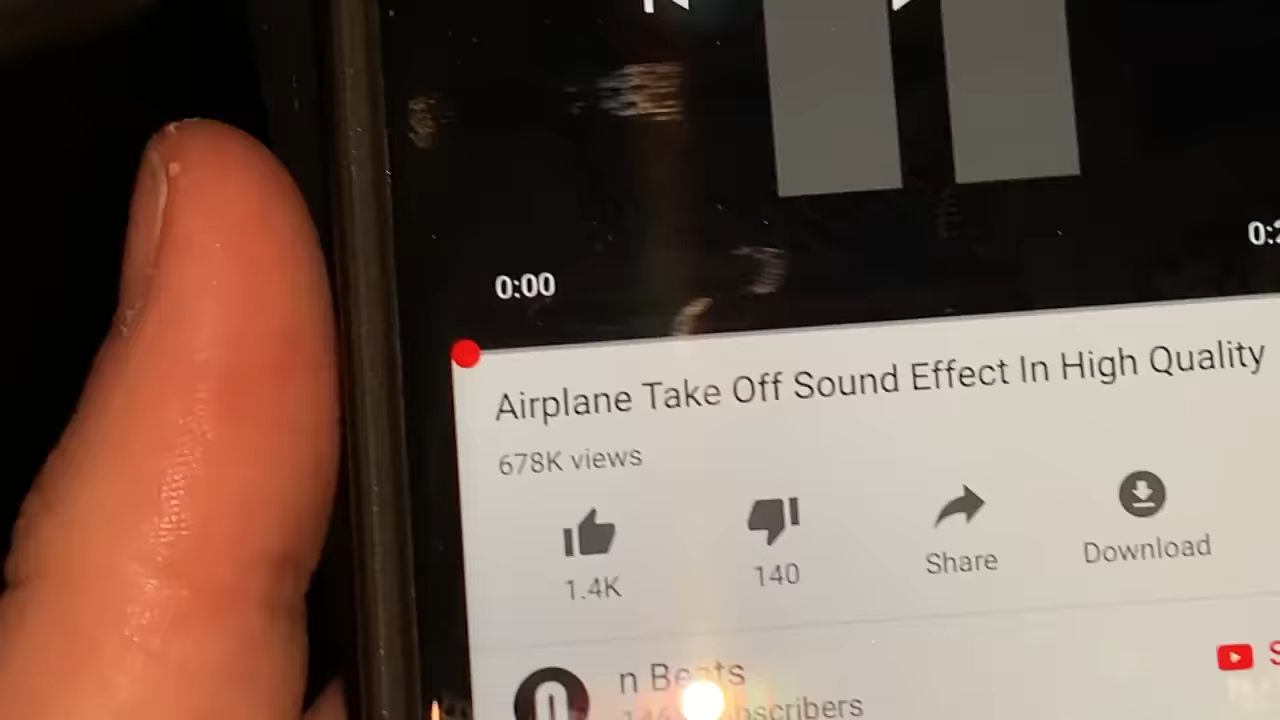 0:00
Airplane Take Off Sound Effect In High Quality
678K views
1.4K
140
Share
Download
n Beats